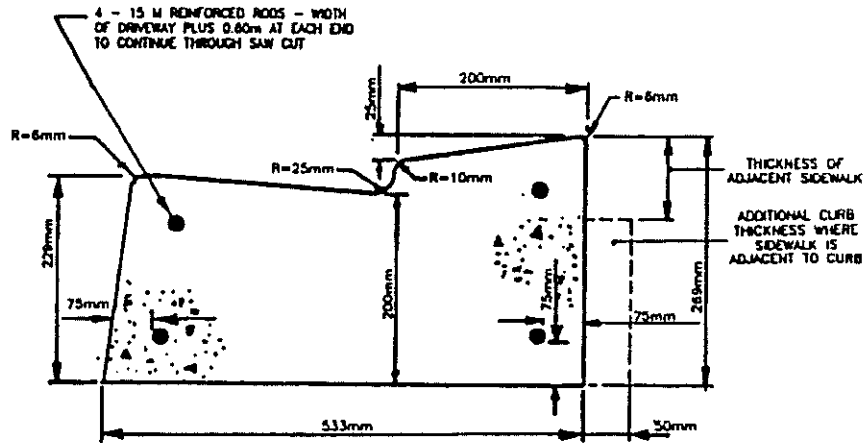 4 - 15 M REINFORCED RODS - WIDTH
OF DRIVEWAY PLUS 0.60m AT EACH END
TO CONTINUE THROUGH SAW CUT
200mm
25mm
R=6mm
R=6mm
R=25mm
R=10mm
THICKNESS OF
ADJACENT SIDEWALK
ADDITIONAL CURB
THICKNESS WHERE
SIDEWALK IS
ADJACENT TO CURB
229mm
75mm
200mm
75mm
75mm
269mm
533mm
50mm